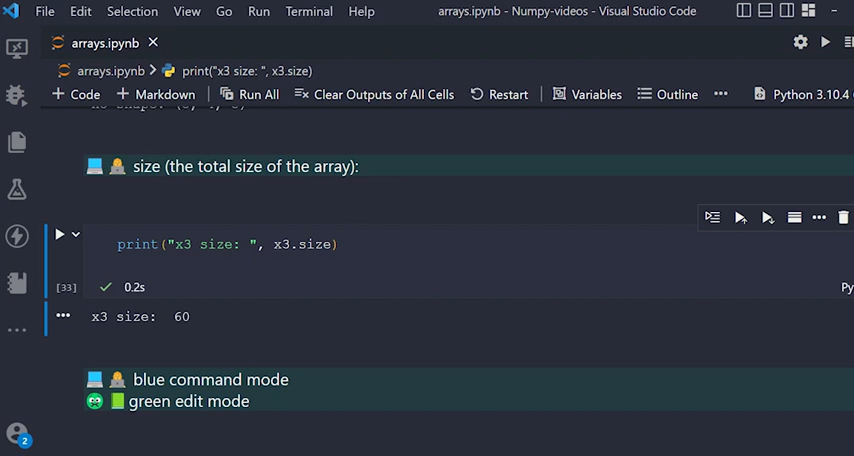 File Edit Selection View Go Run Terminal Help arrays.ipynb - Numpy-videos - Visual Studio Code
arrays.ipynb
arrays.ipynb > print("x3 size: ", x3.size)
+ Code + Markdown Run All Clear Outputs of All Cells Restart Variables Outline ... Python 3.10.4
size (the total size of the array):
print("x3 size: ", x3.size)
[33] 0.2s Py
x3 size: 60
blue command mode
green edit mode
2